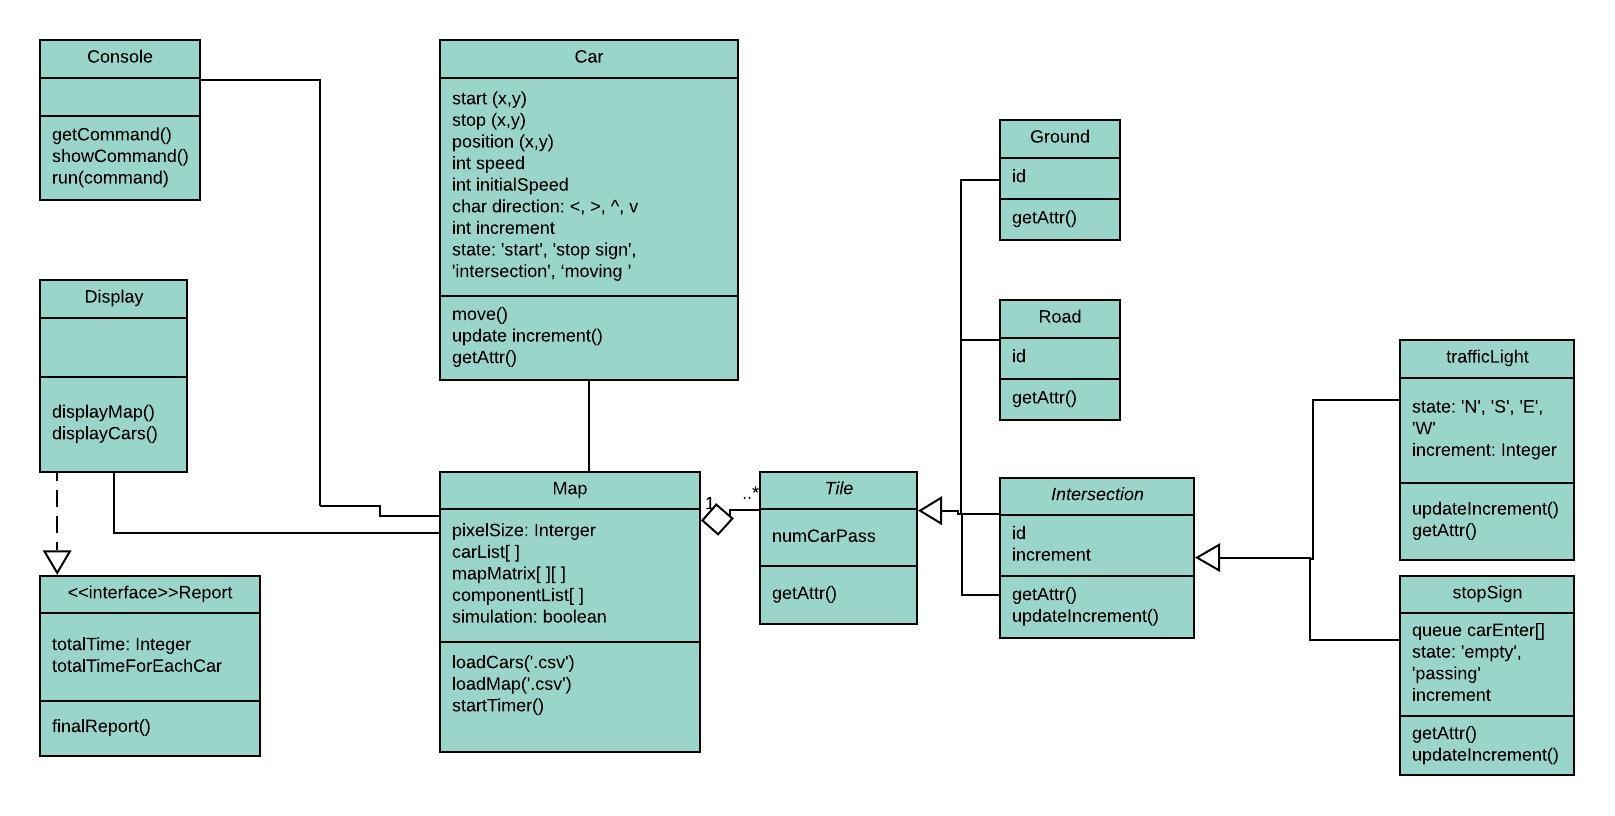 Console
getCommand()
showCommand()
run(command)
Car
start (x,y)
stop (x,y)
position (x,y)
int speed
int initialSpeed
char direction: <, >, ^, v
int increment
state: 'start', 'stop sign',
'intersection', ‘moving ’
move()
update increment()
getAttr()
Display
displayMap()
displayCars()
<<interface>>Report
totalTime: Integer
totalTimeForEachCar
finalReport()
Map
pixelSize: Interger
carList[ ]
mapMatrix[ ][ ]
componentList[ ]
simulation: boolean
loadCars('.csv')
loadMap('.csv')
startTimer()
1
..*
Tile
numCarPass
getAttr()
Ground
id
getAttr()
Road
id
getAttr()
Intersection
id
increment
getAttr()
updateIncrement()
trafficLight
state: 'N', 'S', 'E',
'W'
increment: Integer
updateIncrement()
getAttr()
stopSign
queue carEnter[]
state: 'empty',
'passing'
increment
getAttr()
updateIncrement()